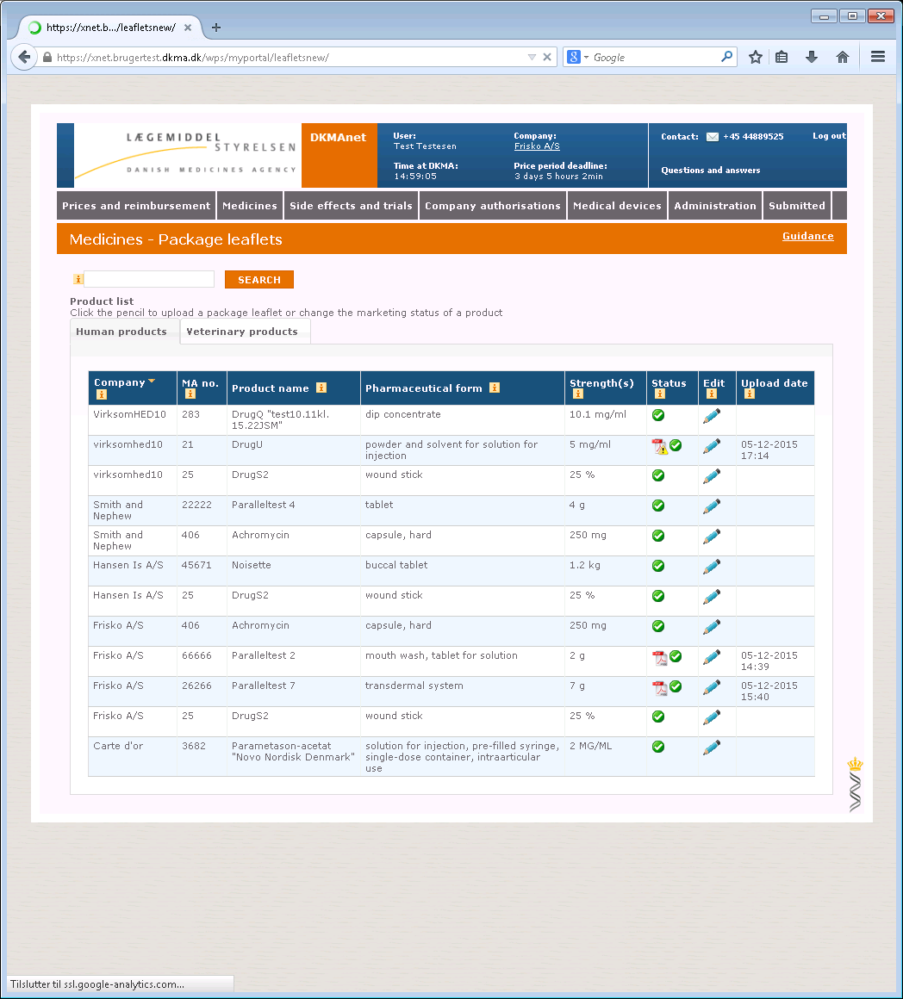 https://xnet.b.../leafletsnew/
https://xnet.brugertest.dkma.dk/wps/myportal/leafletsnew/
Google
LÆGEMIDDEL
STYRELSEN
DANISH MEDICINES AGENCY
DKMAnet
User:
Test Testesen
Time at DKMA:
14:59:05
Company:
Frisko A/S
Price period deadline:
3 days 5 hours 2min
Contact: +45 44889525
Log out
Questions and answers
Prices and reimbursement Medicines Side effects and trials Company authorisations Medical devices Administration Submitted
Medicines - Package leaflets
Guidance
SEARCH
Product list
Click the pencil to upload a package leaflet or change the marketing status of a product
Human products Veterinary products
Company MA no. Product name Pharmaceutical form Strength(s) Status Edit Upload date
VirksomHED10 283 DrugQ "test10.11kl. dip concentrate 10.1 mg/ml
15.22JSM"
virksomhed10 21 DrugU powder and solvent for solution for 5 mg/ml 05-12-2015
injection 17:14
virksomhed10 25 DrugS2 wound stick 25 %
Smith and 22222 Paralleltest 4 tablet 4 g
Nephew
Smith and 406 Achromycin capsule, hard 250 mg
Nephew
Hansen Is A/S 45671 Noisette buccal tablet 1.2 kg
Hansen Is A/S 25 DrugS2 wound stick 25 %
Frisko A/S 406 Achromycin capsule, hard 250 mg
Frisko A/S 66666 Paralleltest 2 mouth wash, tablet for solution 2 g 05-12-2015
14:39
Frisko A/S 26266 Paralleltest 7 transdermal system 7 g 05-12-2015
15:40
Frisko A/S 25 DrugS2 wound stick 25 %
Carte d'or 3682 Parametason-acetat solution for injection, pre-filled syringe, 2 MG/ML
"Novo Nordisk Denmark" single-dose container, intraarticular
use
Tilslutter til ssl.google-analytics.com...